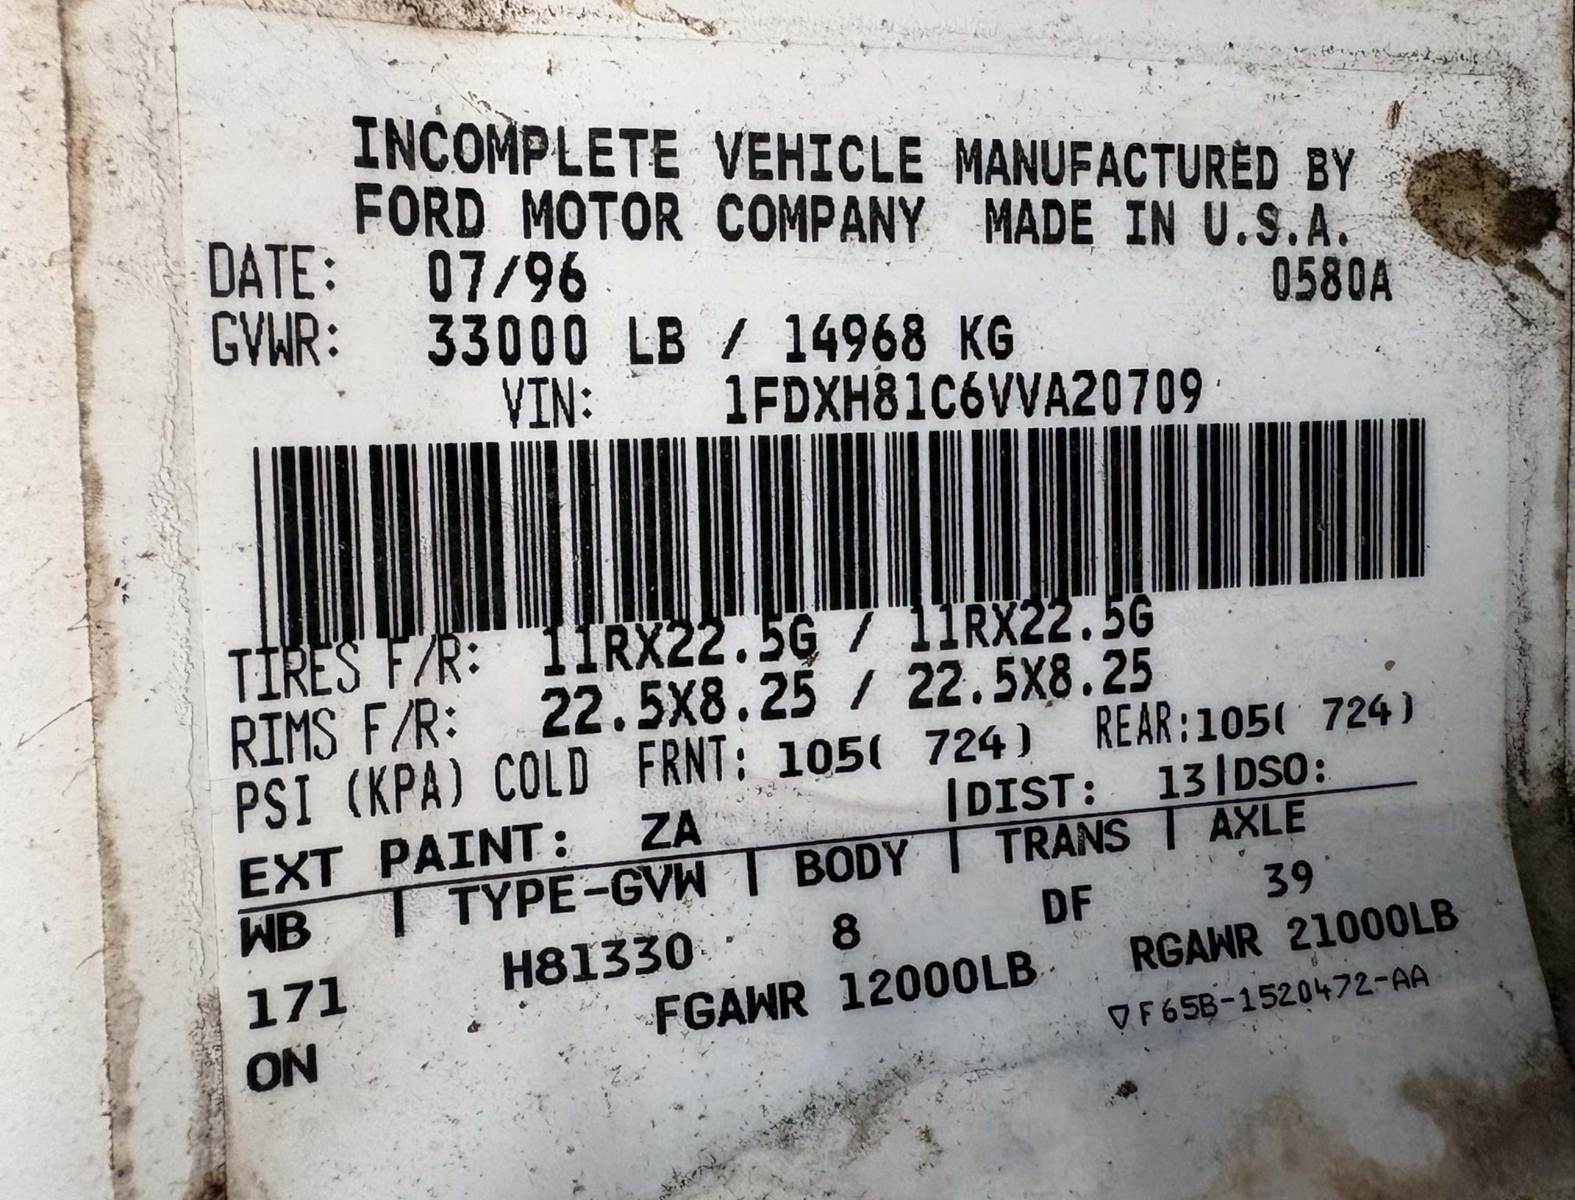 INCOMPLETE VEHICLE MANUFACTURED BY
FORD MOTOR COMPANY MADE IN U.S.A.
DATE: 07/96 0580A
GVWR: 33000 LB / 14968 KG
VIN: 1FDXH81C6VVA20709
TIRES F/R: 11RX22.5G / 11RX22.5G
RIMS F/R: 22.5X8.25 / 22.5X8.25
PSI (KPA) COLD FRNT: 105( 724) REAR:105( 724)
EXT PAINT: ZA |DIST: 13|DSO:
WB | TYPE-GVW | BODY | TRANS | AXLE
171 H81330 8 DF 39
ON FGAWR 12000LB RGAWR 21000LB
▽F65B-1520472-AA